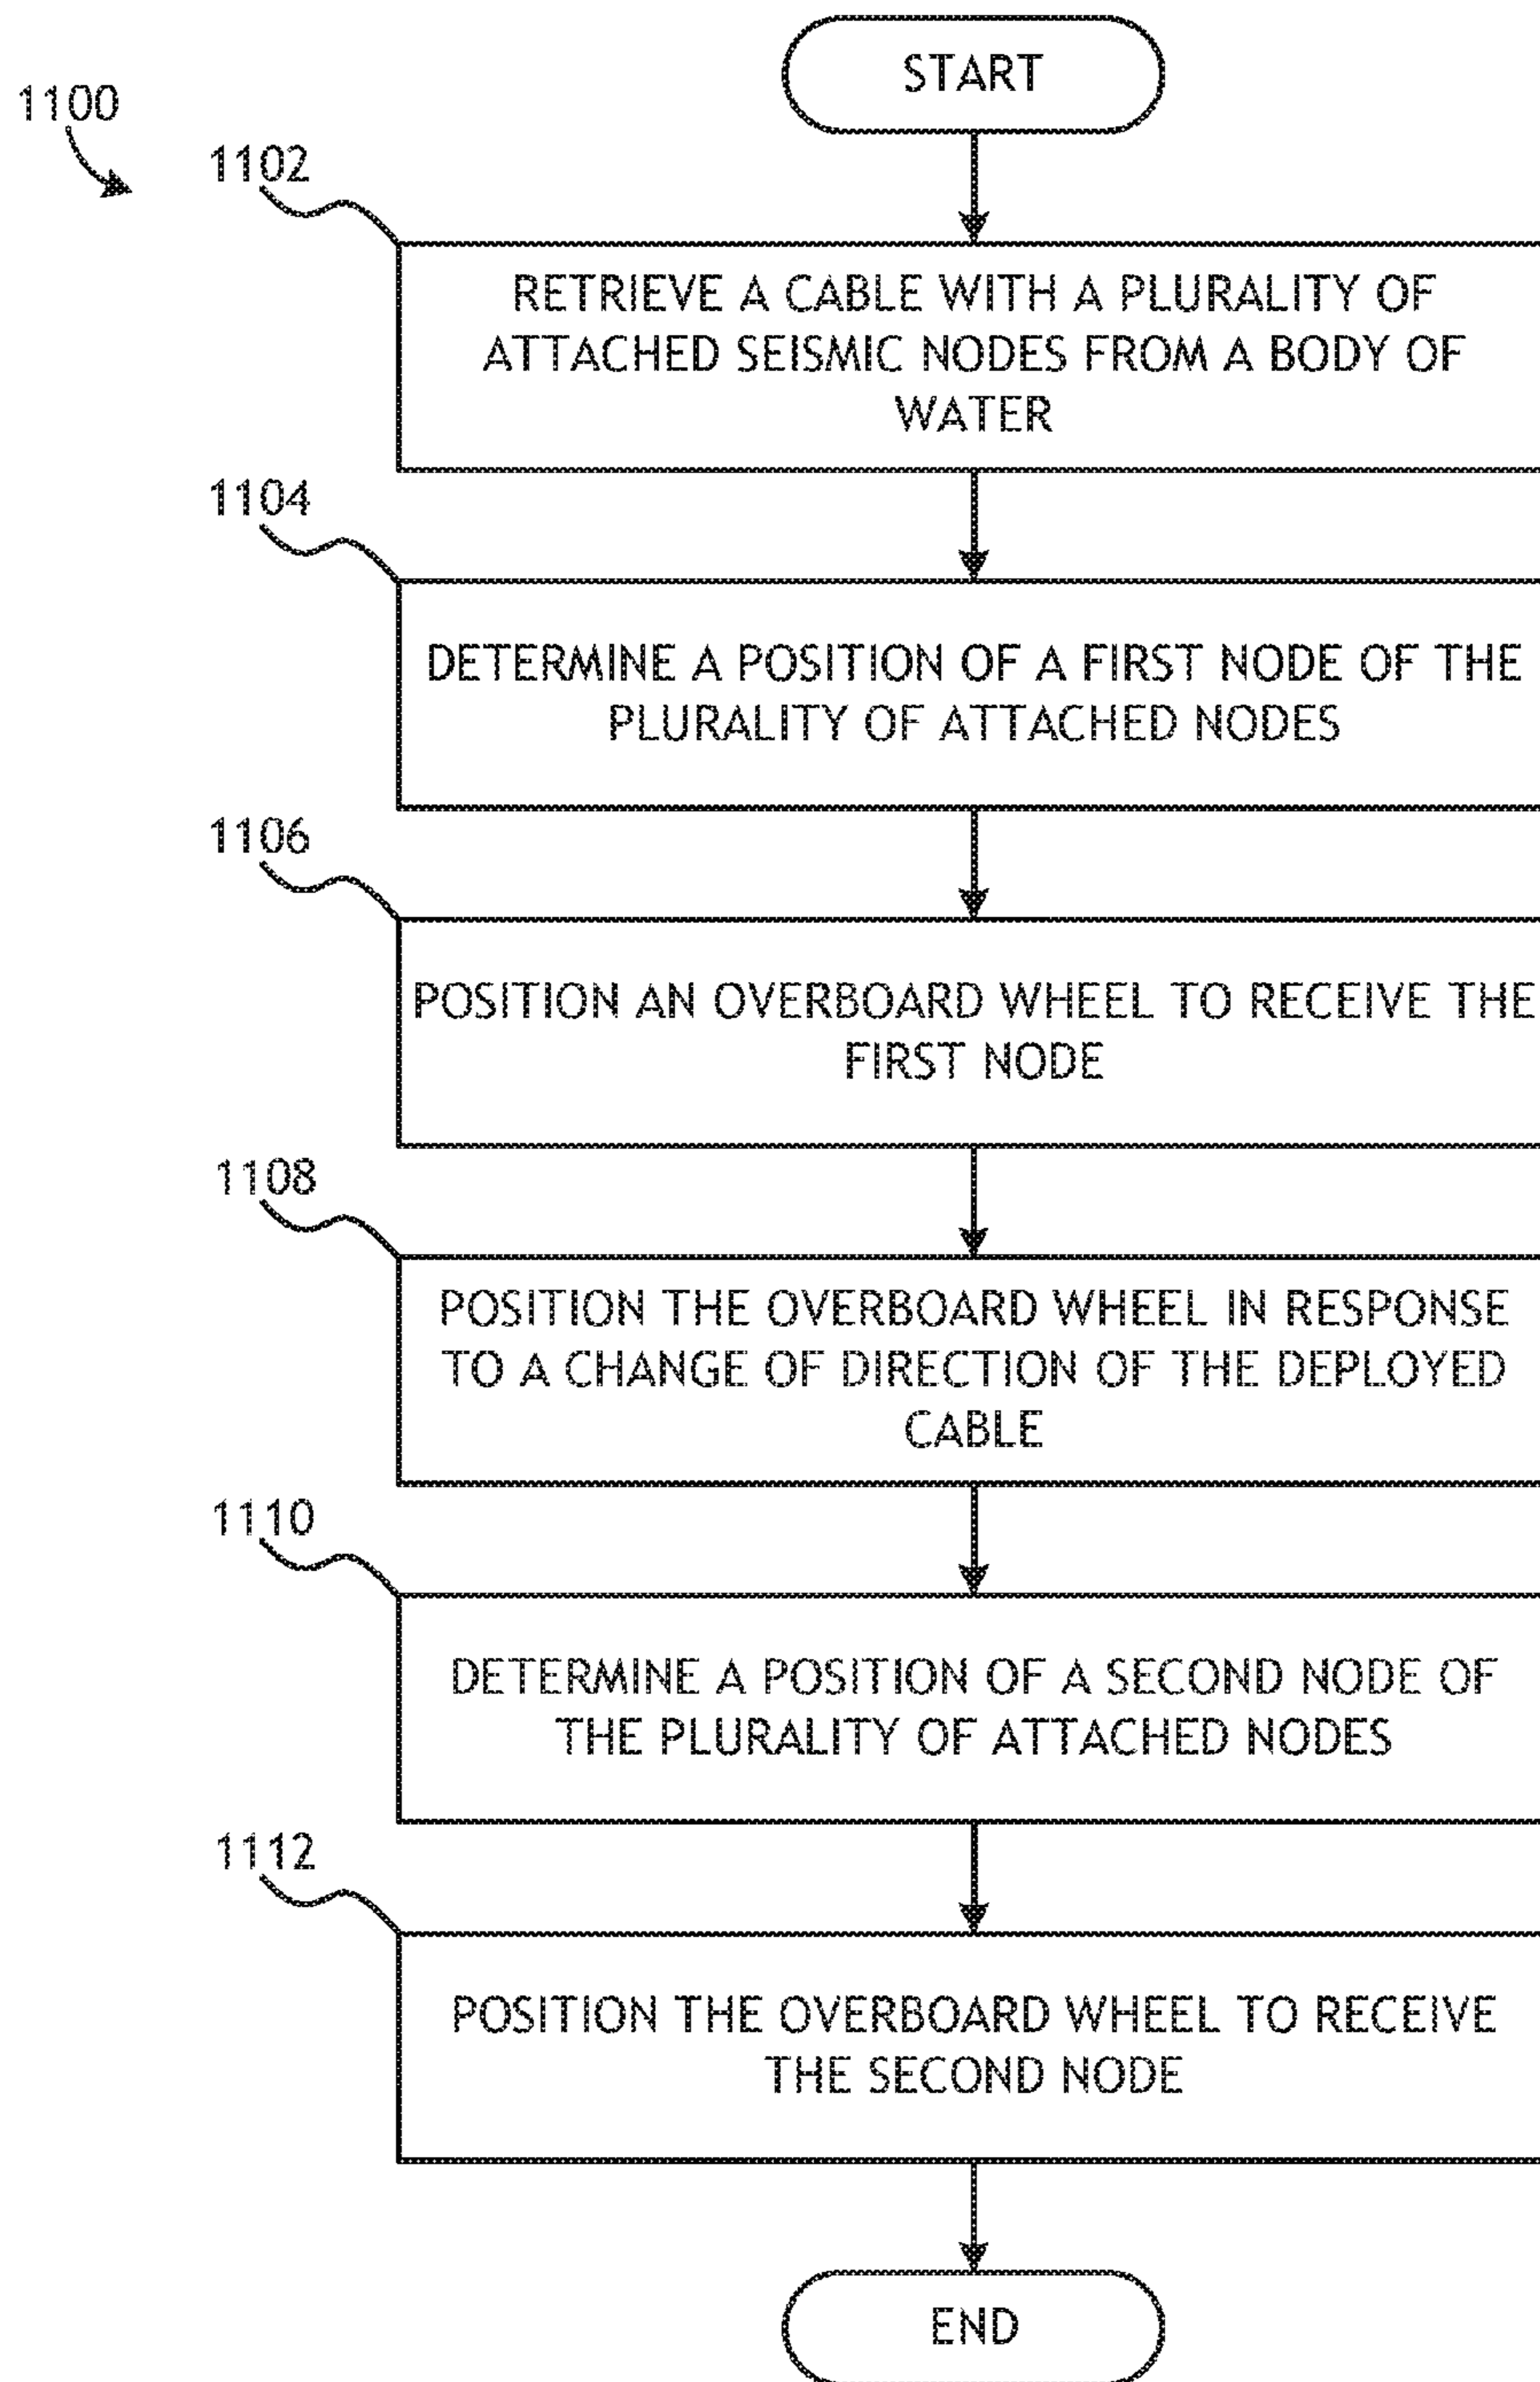 START
1100
1102
RETRIEVE A CABLE WITH A PLURALITY OF
ATTACHED SEISMIC NODES FROM A BODY OF
WATER
1104
DETERMINE A POSITION OF A FIRST NODE OF THE
PLURALITY OF ATTACHED NODES
1106
POSITION AN OVERBOARD WHEEL TO RECEIVE THE
FIRST NODE
1108
POSITION THE OVERBOARD WHEEL IN RESPONSE
TO A CHANGE OF DIRECTION OF THE DEPLOYED
CABLE
1110
DETERMINE A POSITION OF A SECOND NODE OF
THE PLURALITY OF ATTACHED NODES
1112
POSITION THE OVERBOARD WHEEL TO RECEIVE
THE SECOND NODE
END